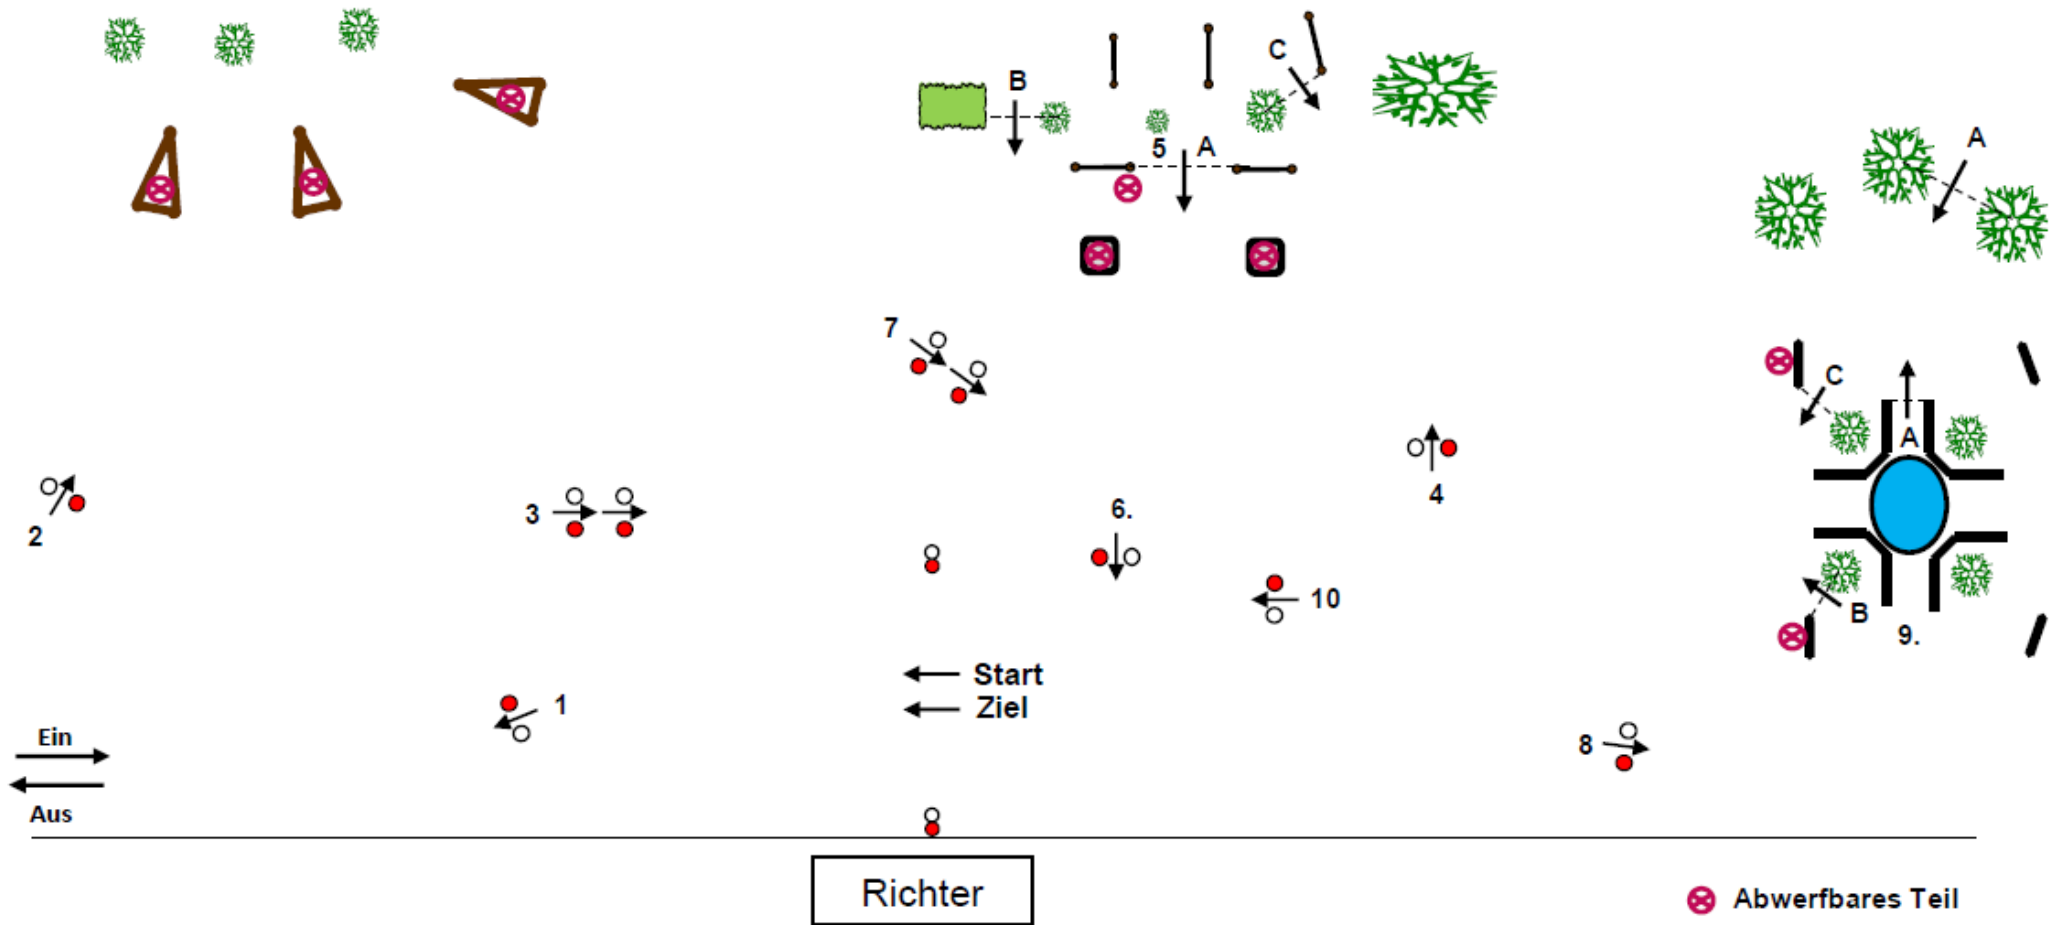 C
B
A
5 A
7
C
A
3
6.
4
2
10
B
9.
Start
1
Ziel
Ein
8
Aus
Richter
Abwerfbares Teil